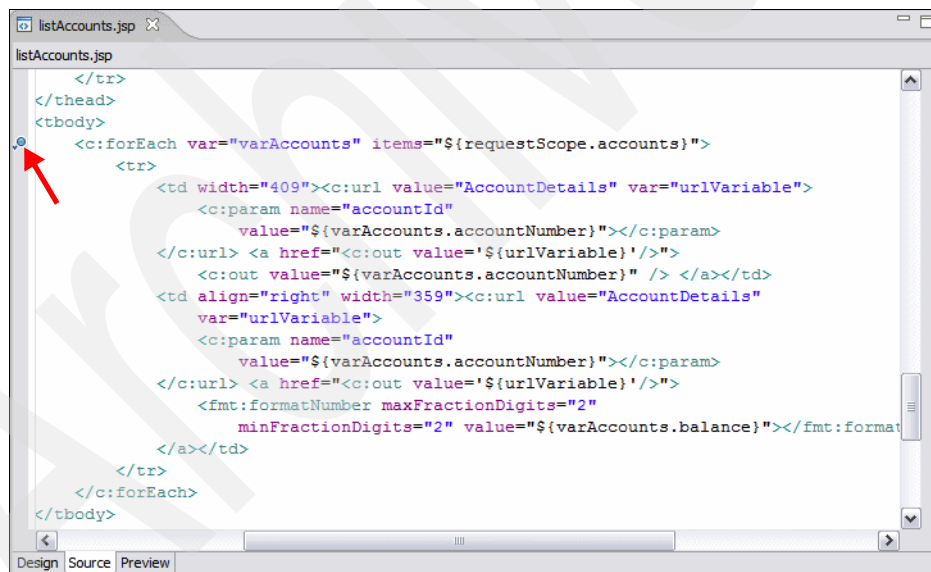 listAccounts.jsp
listAccounts.jsp
</tr>
</thead>
<tbody>
<c:forEach var="varAccounts" items="${requestScope.accounts}">
<tr>
<td width="409"><c:url value="AccountDetails" var="urlVariable">
<c:param name="accountId"
value="${varAccounts.accountNumber}"></c:param>
</c:url> <a href="<c:out value='${urlVariable}'/>">
<c:out value="${varAccounts.accountNumber}" /> </a></td>
<td align="right" width="359"><c:url value="AccountDetails"
var="urlVariable">
<c:param name="accountId"
value="${varAccounts.accountNumber}"></c:param>
</c:url> <a href="<c:out value='${urlVariable}'/>">
<fmt:formatNumber maxFractionDigits="2"
minFractionDigits="2" value="${varAccounts.balance}"></fmt:format
</a></td>
</tr>
</c:forEach>
</tbody>
Design Source Preview